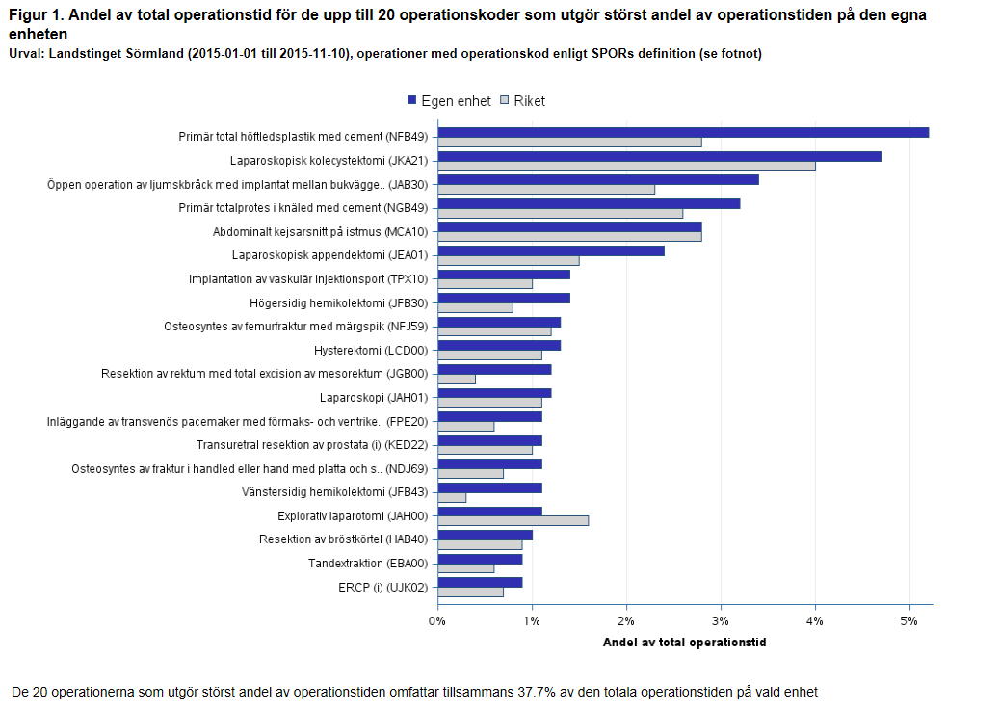 Figur 1. Andel av total operationstid för de upp till 20 operationskoder som utgör störst andel av operationstiden på den egna
enheten
Urval: Landstinget Sörmland (2015-01-01 till 2015-11-10), operationer med operationskod enligt SPORs definition (se fotnot)
Egen enhet Riket
Primär total höftledsplastik med cement (NFB49)
Laparoskopisk kolecystektomi (JKA21)
Öppen operation av ljumskbråck med implantat mellan bukvägge.. (JAB30)
Primär totalprotes i knäled med cement (NGB49)
Abdominalt kejsarsnitt på istmus (MCA10)
Laparoskopisk appendektomi (JEA01)
Implantation av vaskulär injektionsport (TPX10)
Högersidig hemikolektomi (JFB30)
Osteosyntes av femurfraktur med märgspik (NFJ59)
Hysterektomi (LCD00)
Resektion av rektum med total excision av mesorektum (JGB00)
Laparoskopi (JAH01)
Inläggande av transvenös pacemaker med förmaks- och ventrike.. (FPE20)
Transuretral resektion av prostata (i) (KED22)
Osteosyntes av fraktur i handled eller hand med platta och s.. (NDJ69)
Vänstersidig hemikolektomi (JFB43)
Explorativ laparotomi (JAH00)
Resektion av bröstkörtel (HAB40)
Tandextraktion (EBA00)
ERCP (i) (UJK02)
0% 1% 2% 3% 4% 5%
Andel av total operationstid
De 20 operationerna som utgör störst andel av operationstiden omfattar tillsammans 37.7% av den totala operationstiden på vald enhet